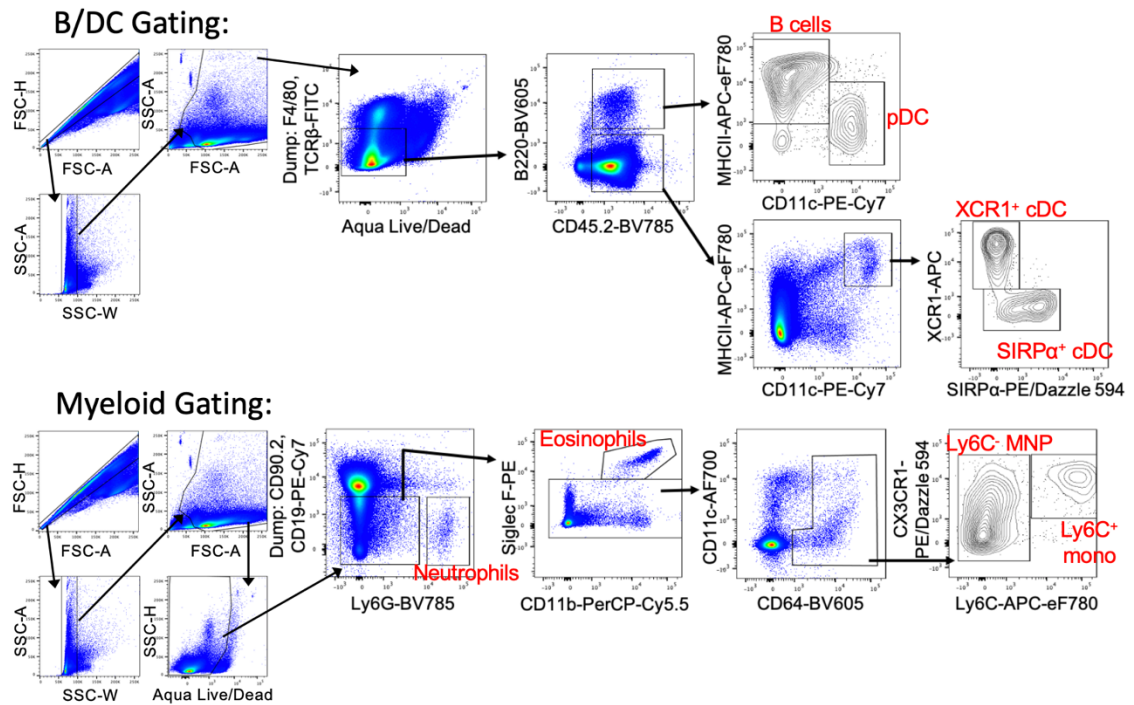 B/DC Gating:
FSC-H
FSC-A
SSC-A
FSC-A
SSC-A
SSC-W
Dump: F4/80,
TCRβ-FITC
Aqua Live/Dead
B220-BV605
CD45.2-BV785
B cells
pDC
MHCII-APC-eF780
CD11c-PE-Cy7
MHCII-APC-eF780
CD11c-PE-Cy7
XCR1⁺ cDC
SIRPα⁺ cDC
XCR1-APC
SIRPα-PE/Dazzle 594
Myeloid Gating:
FSC-H
FSC-A
SSC-A
FSC-A
SSC-A
SSC-W
SSC-H
Aqua Live/Dead
Dump: CD90.2,
CD19-PE-Cy7
Neutrophils
Ly6G-BV785
Eosinophils
Siglec F-PE
CD11b-PerCP-Cy5.5
CD11c-AF700
CD64-BV605
CX3CR1-
PE/Dazzle 594
Ly6C⁻ MNP
Ly6C⁺
mono
Ly6C-APC-eF780